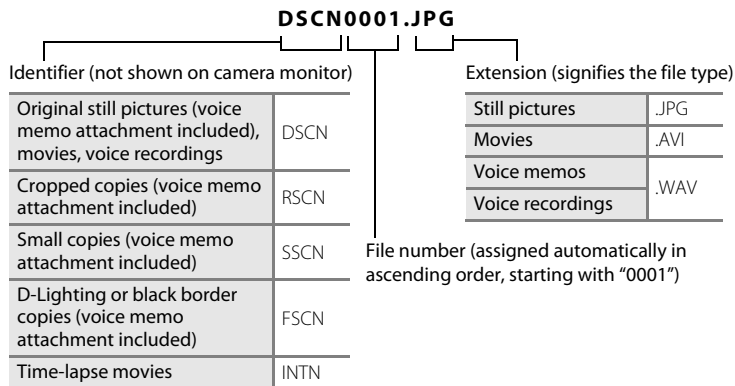 DSCN0001.JPG
Identifier (not shown on camera monitor)
Original still pictures (voice
memo attachment included),
movies, voice recordings
DSCN
Cropped copies (voice memo
attachment included)
RSCN
Small copies (voice memo
attachment included)
SSCN
D-Lighting or black border
copies (voice memo
attachment included)
FSCN
Time-lapse movies
INTN
Extension (signifies the file type)
Still pictures
.JPG
Movies
.AVI
Voice memos
Voice recordings
.WAV
File number (assigned automatically in
ascending order, starting with “0001”)